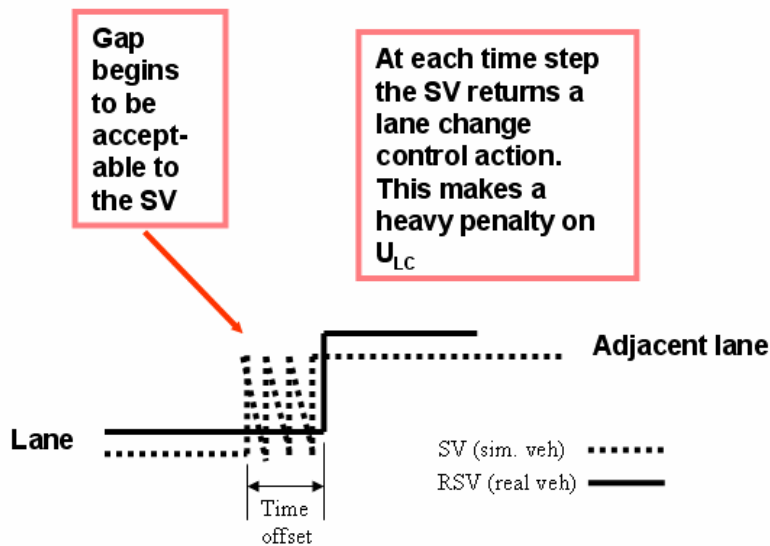 Gap
begins
to be
accept-
able to
the SV
At each time step
the SV returns a
lane change
control action.
This makes a
heavy penalty on
U_LC
Adjacent lane
Lane
SV (sim. veh)
RSV (real veh)
Time
offset